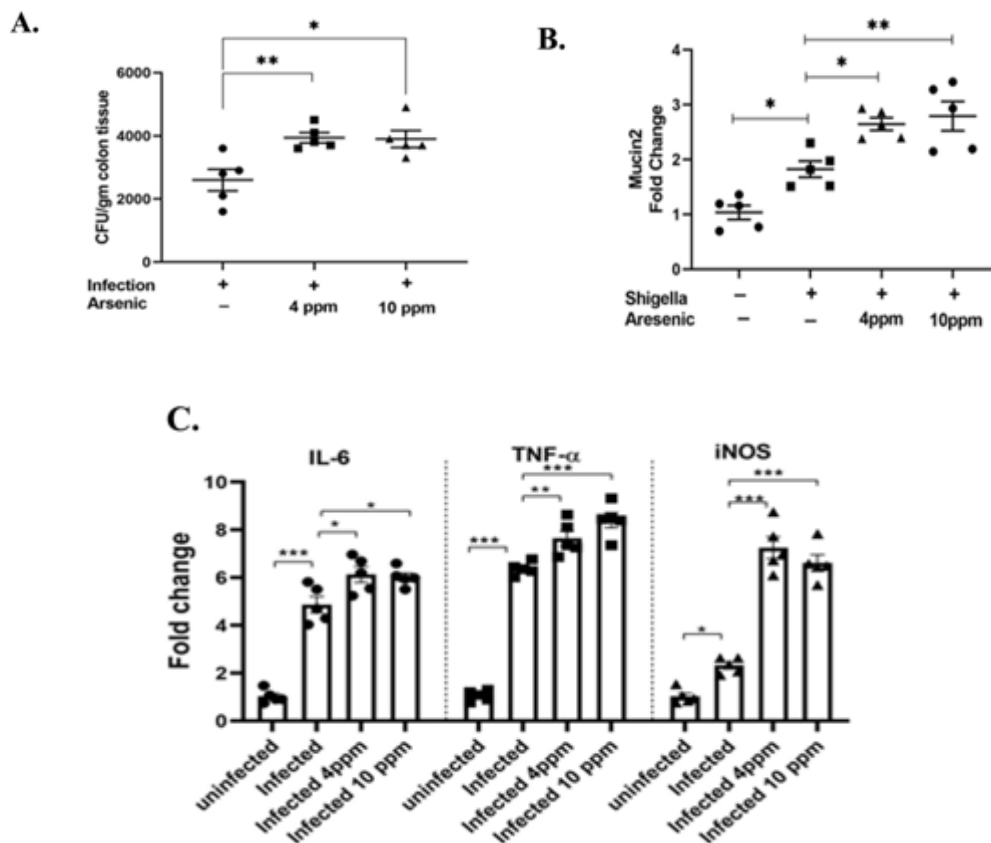 A.
*
**
CFU/gm colon tissue
6000
4000
2000
0
Infection + + +
Arsenic – 4 ppm 10 ppm
B.
**
*
*
Mucin2
Fold Change
4
3
2
1
0
Shigella – + + +
Aresenic – – 4ppm 10ppm
C.
IL-6 TNF-α iNOS
*** * *
*** ** ***
* *** ***
Fold change
10
8
6
4
2
0
uninfected Infected Infected 4ppm Infected 10 ppm
uninfected Infected Infected 4ppm Infected 10 ppm
uninfected Infected Infected 4ppm Infected 10 ppm